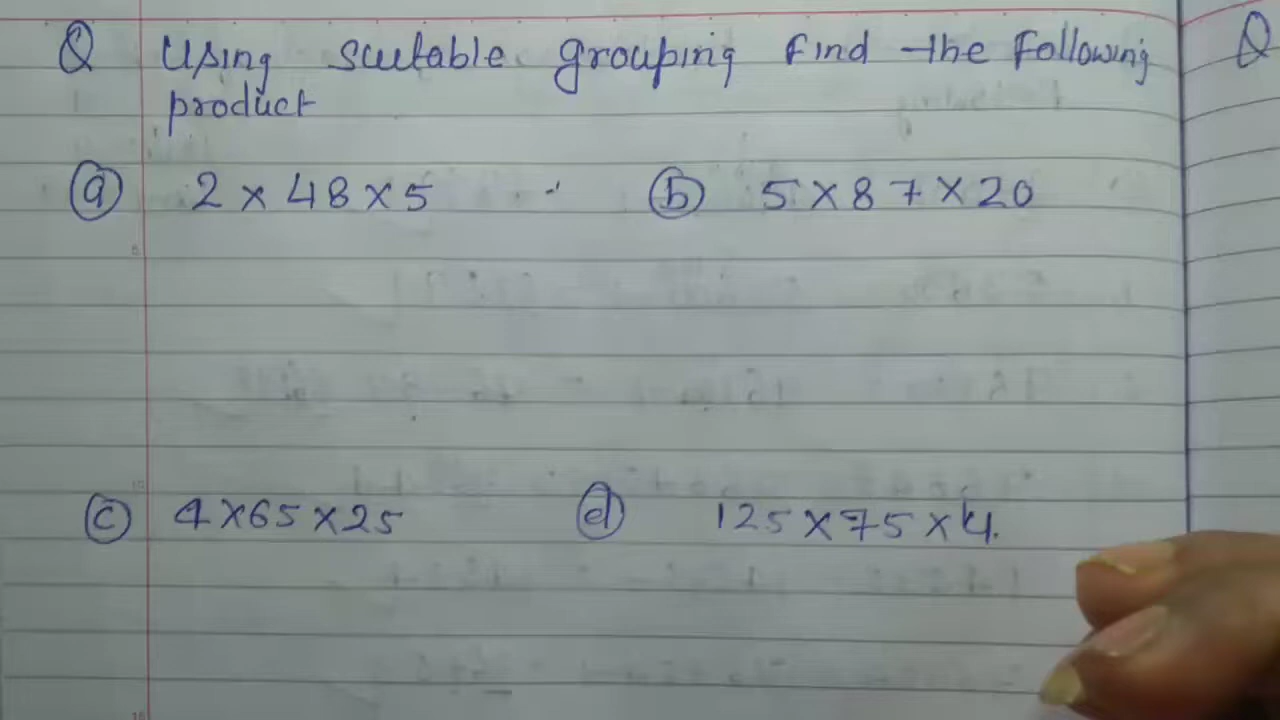 Q Using suitable grouping find the following Q
product
(a) 2 × 48 × 5 (b) 5 × 87 × 20
(c) 4 × 65 × 25 (d) 125 × 75 × 4.